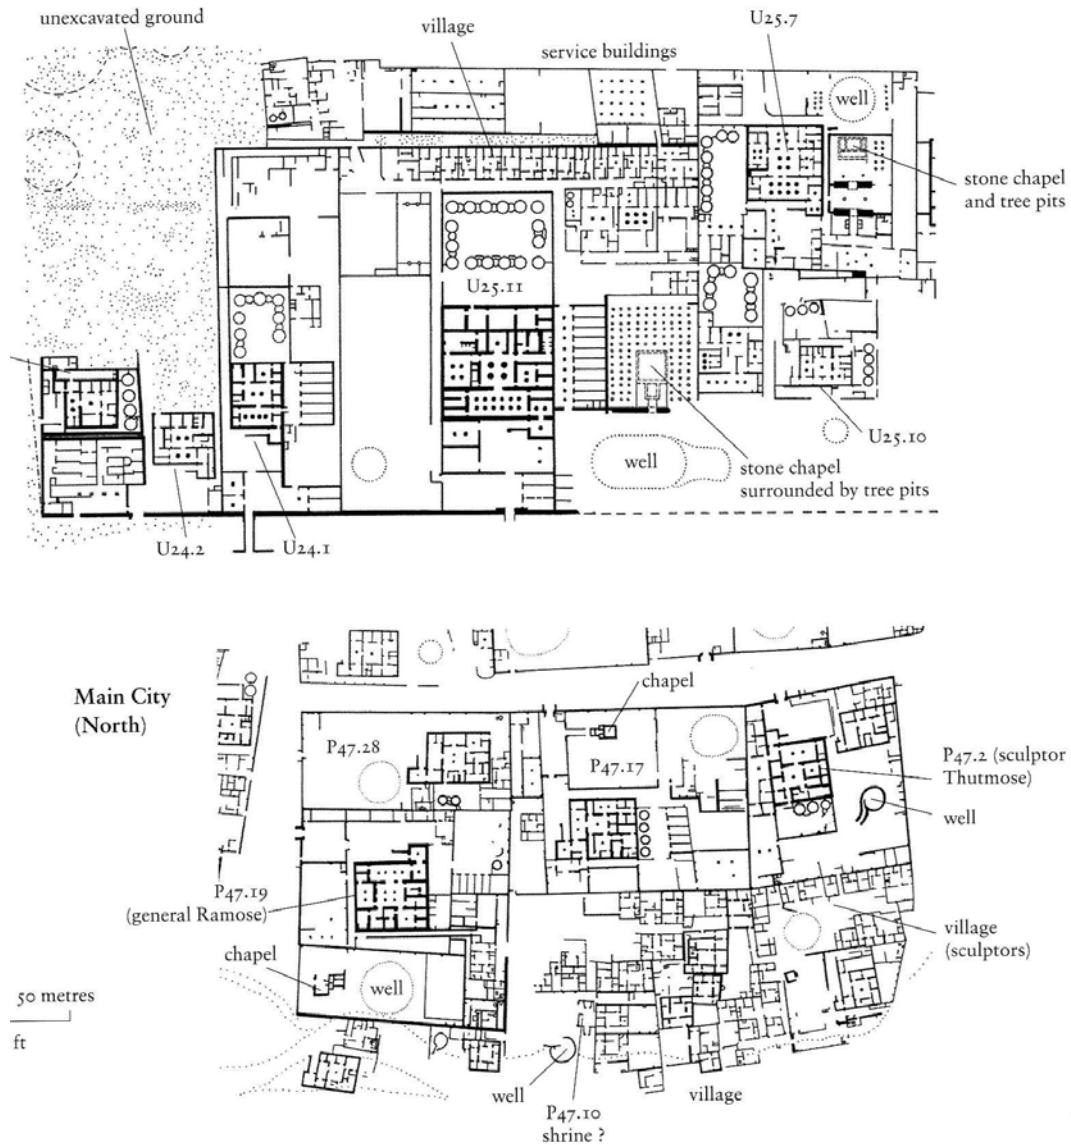 unexcavated ground
village
service buildings
U25.7
well
stone chapel
and tree pits
U25.11
U25.10
well
stone chapel
surrounded by tree pits
U24.2
U24.1
Main City
(North)
chapel
P47.28
P47.17
P47.2 (sculptor
Thutmose)
well
P47.19
(general Ramose)
village
(sculptors)
chapel
well
50 metres
ft
well
village
P47.10
shrine ?